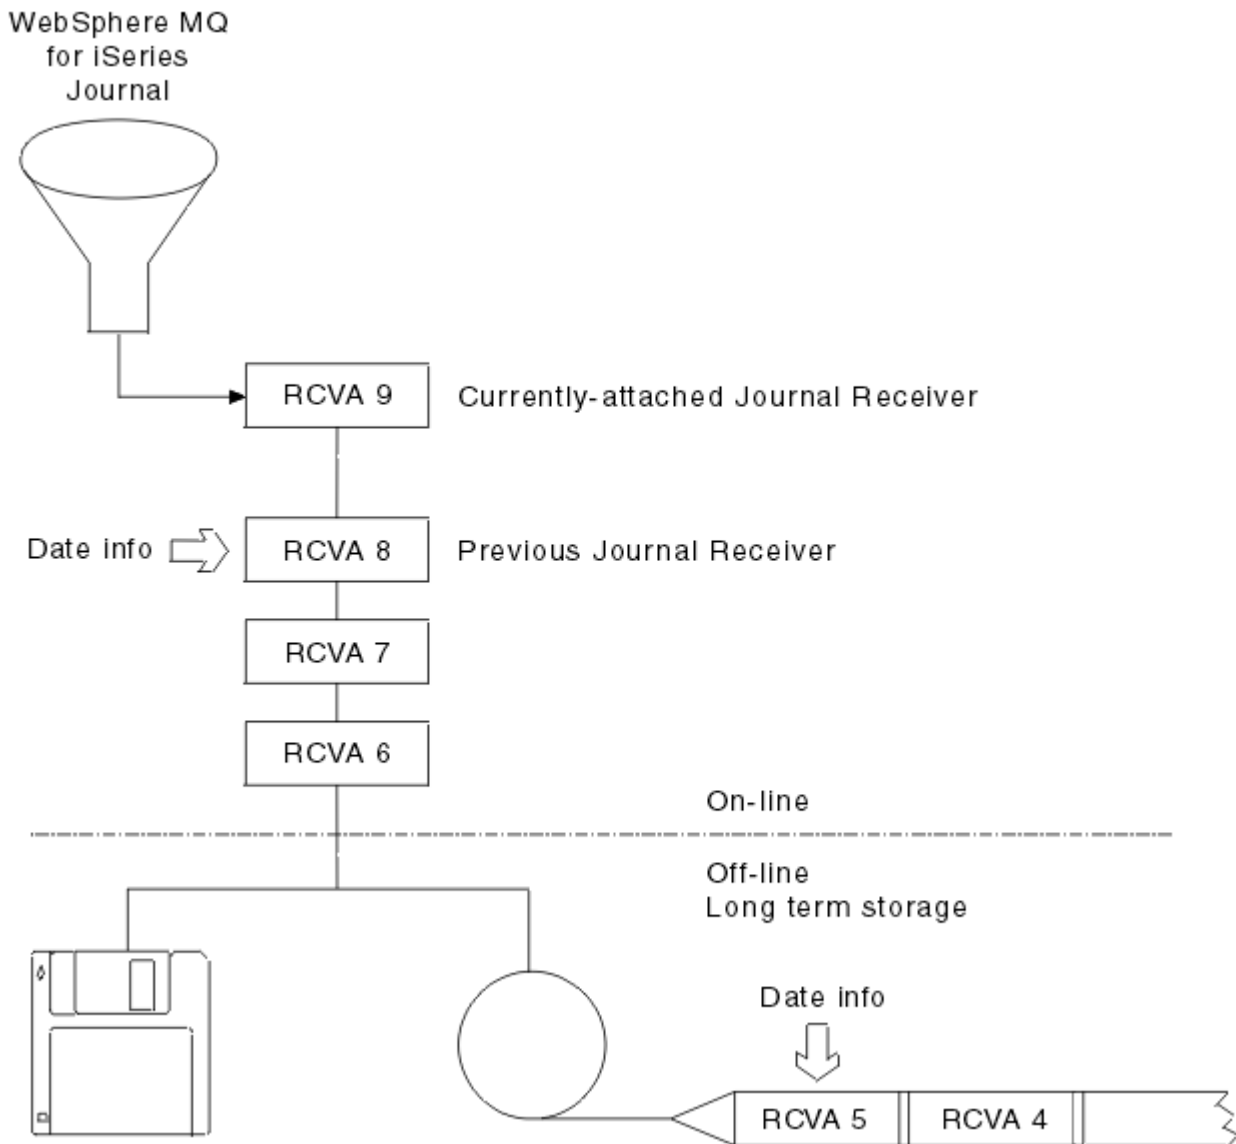 WebSphere MQ
for iSeries
Journal
RCVA 9
Currently-attached Journal Receiver
Date info
RCVA 8
Previous Journal Receiver
RCVA 7
RCVA 6
On-line
Off-line
Long term storage
Date info
RCVA 5
RCVA 4